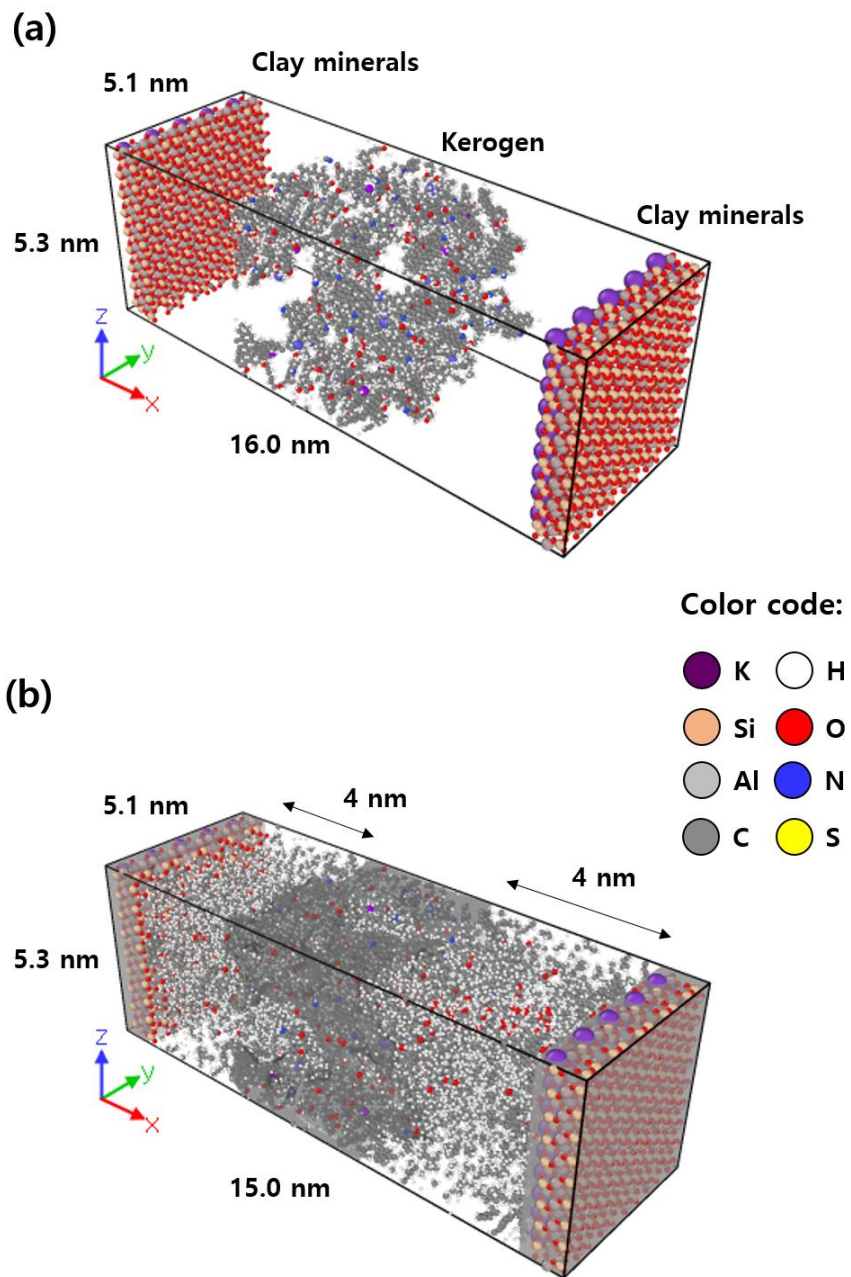 (a)
Clay minerals
5.1 nm
Kerogen
Clay minerals
5.3 nm
z
y
x
16.0 nm
Color code:
K H
Si O
Al N
C S
(b)
5.1 nm
4 nm
4 nm
5.3 nm
z
y
x
15.0 nm